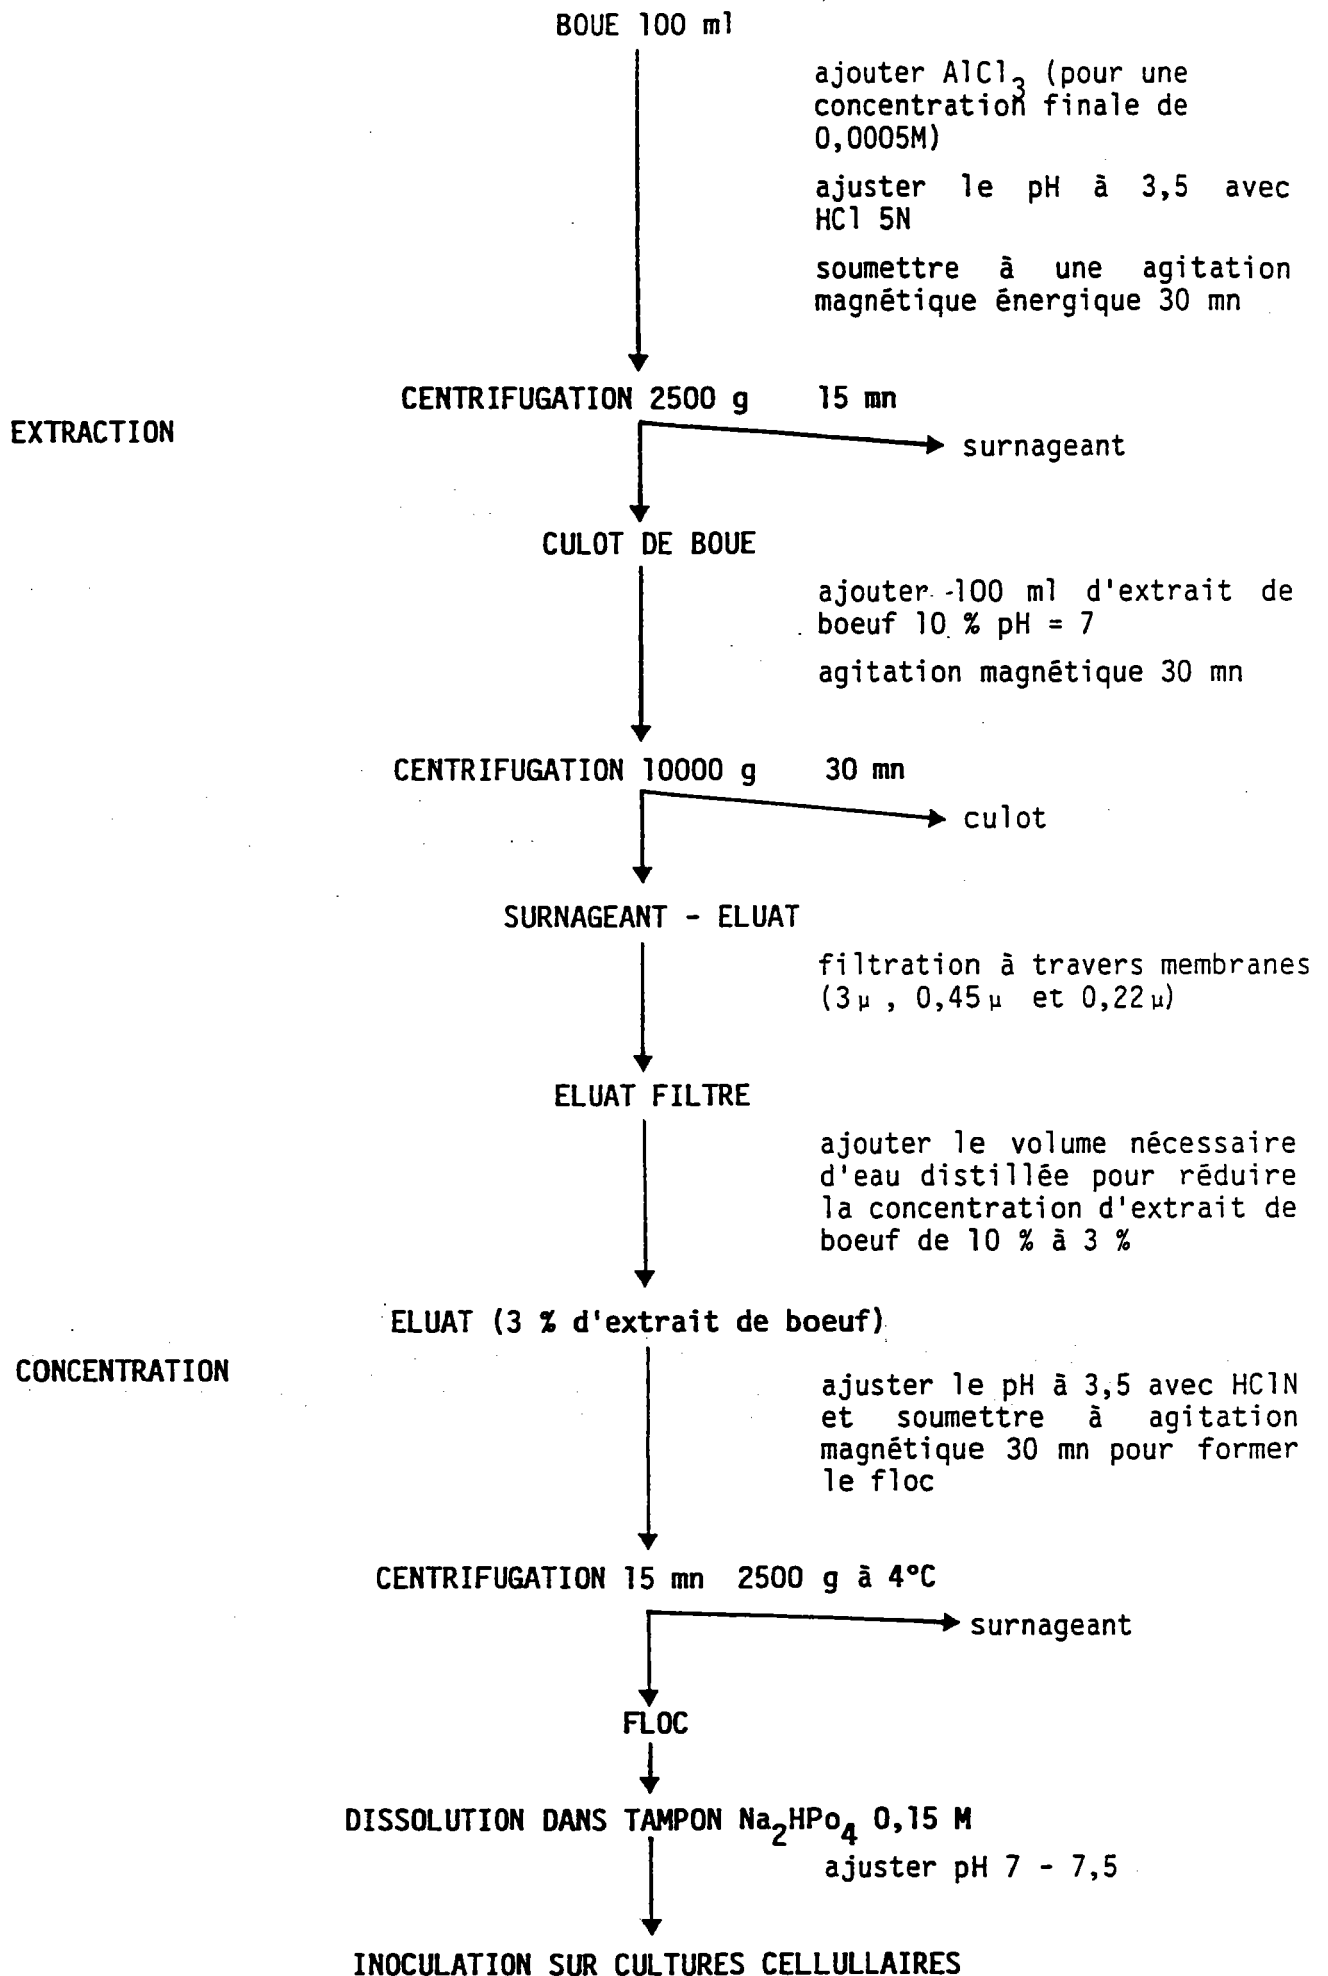 BOUE 100 ml
ajouter AlCl3 (pour une
concentration finale de
0,0005M)
ajuster le pH à 3,5 avec
HCl 5N
soumettre à une agitation
magnétique énergique 30 mn
CENTRIFUGATION 2500 g 15 mn
EXTRACTION
surnageant
CULOT DE BOUE
ajouter 100 ml d'extrait de
boeuf 10 % pH = 7
agitation magnétique 30 mn
CENTRIFUGATION 10000 g 30 mn
culot
SURNAGEANT - ELUAT
filtration à travers membranes
(3 µ , 0,45 µ et 0,22 µ)
ELUAT FILTRE
ajouter le volume nécessaire
d'eau distillée pour réduire
la concentration d'extrait de
boeuf de 10 % à 3 %
ELUAT (3 % d'extrait de boeuf)
CONCENTRATION
ajuster le pH à 3,5 avec HClN
et soumettre à agitation
magnétique 30 mn pour former
le floc
CENTRIFUGATION 15 mn 2500 g à 4°C
surnageant
FLOC
DISSOLUTION DANS TAMPON Na2HPo4 0,15 M
ajuster pH 7 - 7,5
INOCULATION SUR CULTURES CELLULLAIRES